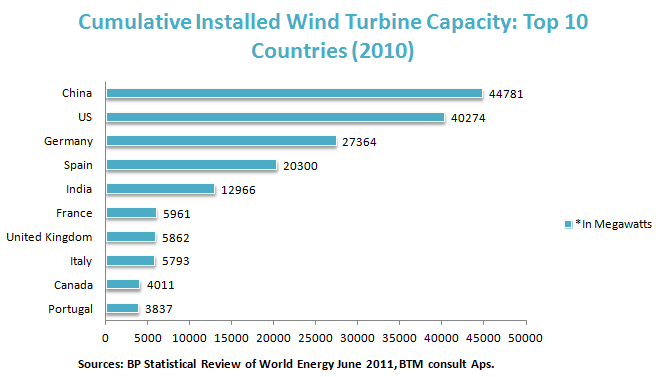 Cumulative Installed Wind Turbine Capacity: Top 10
Countries (2010)
China 44781
US 40274
Germany 27364
Spain 20300
India 12966
France 5961
United Kingdom 5862
Italy 5793
Canada 4011
Portugal 3837
*In Megawatts
0 5000 10000 15000 20000 25000 30000 35000 40000 45000 50000
Sources: BP Statistical Review of World Energy June 2011, BTM consult Aps.